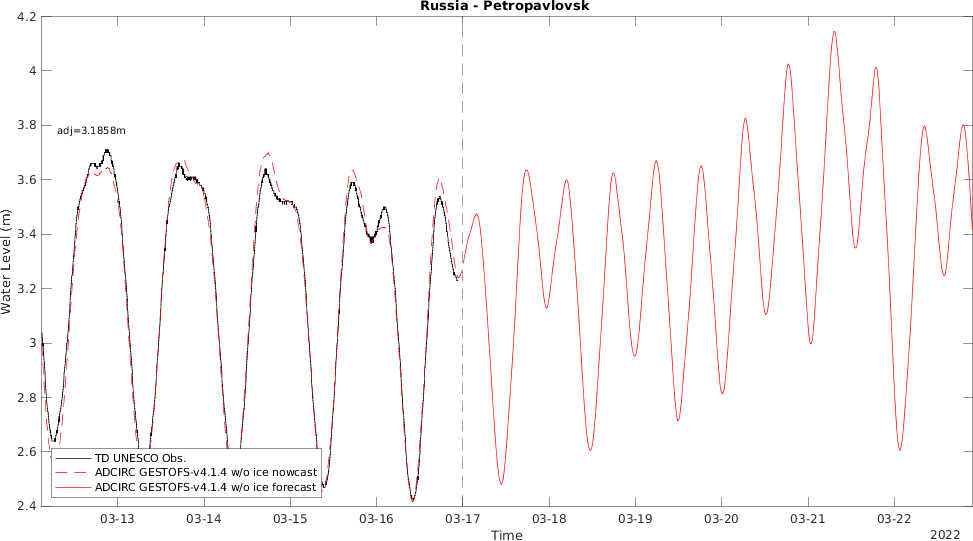 Russia - Petropavlovsk
4.2
4
3.8
3.6
3.4
3.2
3
2.8
2.6
2.4
Water Level (m)
adj=3.1858m
TD UNESCO Obs.
ADCIRC GESTOFS-v4.1.4 w/o ice nowcast
ADCIRC GESTOFS-v4.1.4 w/o ice forecast
03-13 03-14 03-15 03-16 03-17 03-18 03-19 03-20 03-21 03-22
Time
2022